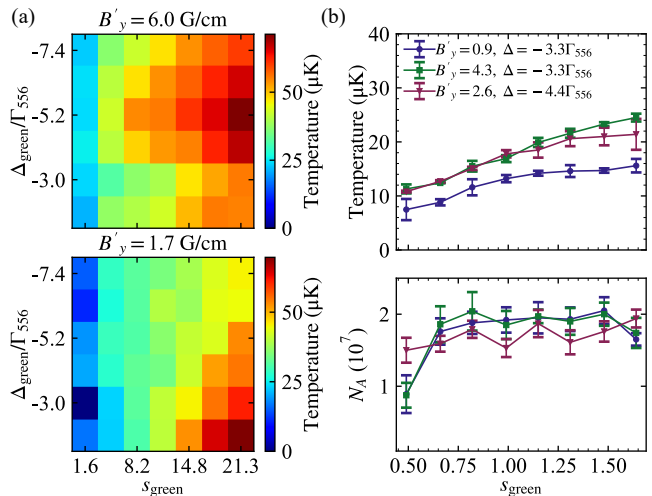 (a)
B′y = 6.0 G/cm
-7.4
-5.2
-3.0
Δgreen/Γ556
50
25
0
Temperature (μK)
B′y = 1.7 G/cm
-7.4
-5.2
-3.0
Δgreen/Γ556
50
25
0
Temperature (μK)
1.6 8.2 14.8 21.3
sgreen
(b)
B′y = 0.9, Δ = −3.3Γ556
B′y = 4.3, Δ = −3.3Γ556
B′y = 2.6, Δ = −4.4Γ556
40
30
20
10
0
Temperature (μK)
2
1
NA (10^7)
0.50 0.75 1.00 1.25 1.50
sgreen